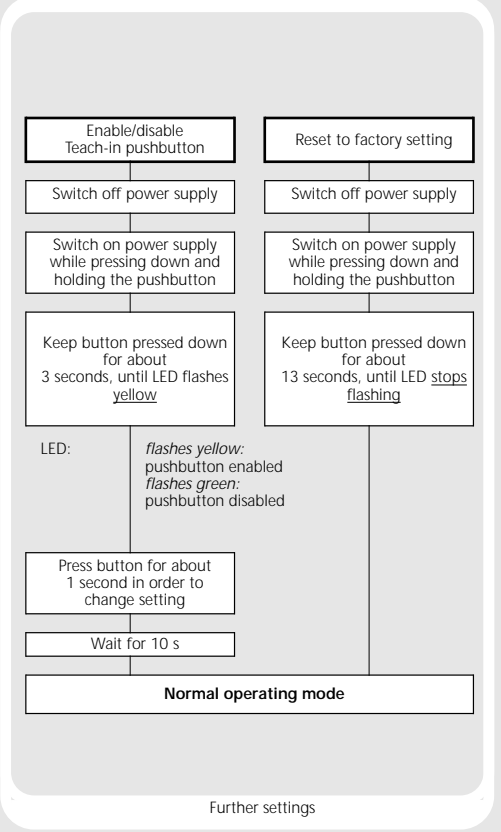 Enable/disable
Teach-in pushbutton
Switch off power supply
Switch on power supply
while pressing down and
holding the pushbutton
Keep button pressed down
for about
3 seconds, until LED flashes
yellow
LED:
flashes yellow:
pushbutton enabled
flashes green:
pushbutton disabled
Press button for about
1 second in order to
change setting
Wait for 10 s
Reset to factory setting
Switch off power supply
Switch on power supply
while pressing down and
holding the pushbutton
Keep button pressed down
for about
13 seconds, until LED stops
flashing
Normal operating mode
Further settings